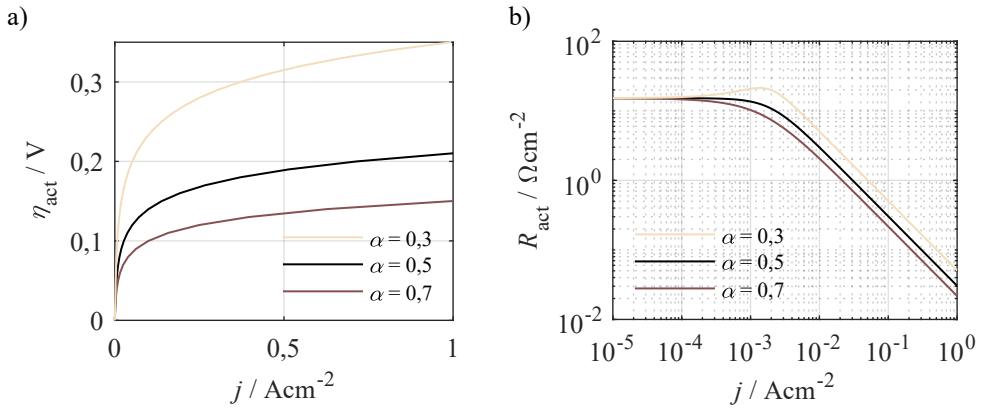 a)
η_act / V
0,3
0,2
0,1
0
α = 0,3
α = 0,5
α = 0,7
0 0,5 1
j / Acm⁻²
b)
R_act / Ωcm⁻²
10²
10⁰
10⁻²
α = 0,3
α = 0,5
α = 0,7
10⁻⁵ 10⁻⁴ 10⁻³ 10⁻² 10⁻¹ 10⁰
j / Acm⁻²